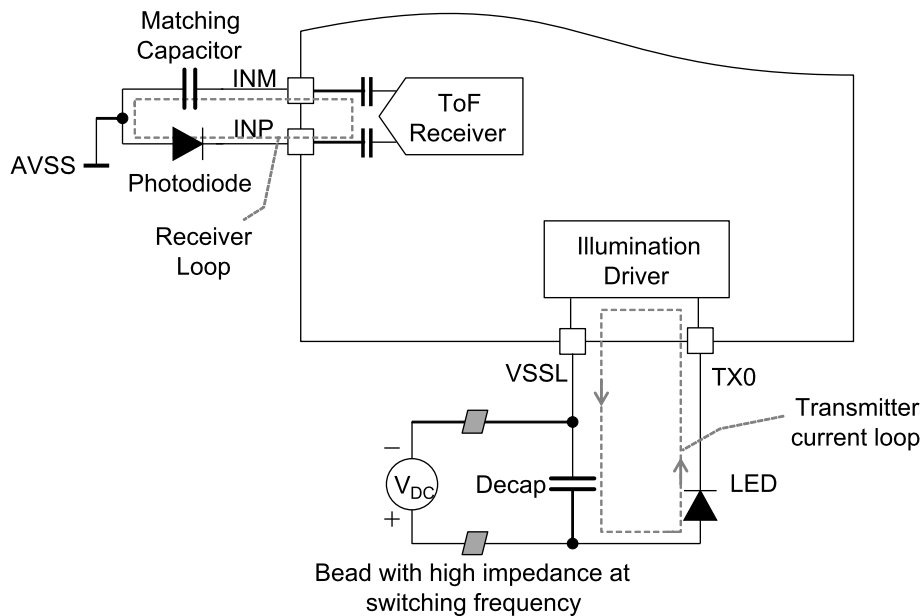 Matching
Capacitor
INM
INP
AVSS
Photodiode
Receiver
Loop
ToF
Receiver
Illumination
Driver
VSSL
TX0
Transmitter
current loop
−
VDC
+
Decap
LED
Bead with high impedance at
switching frequency